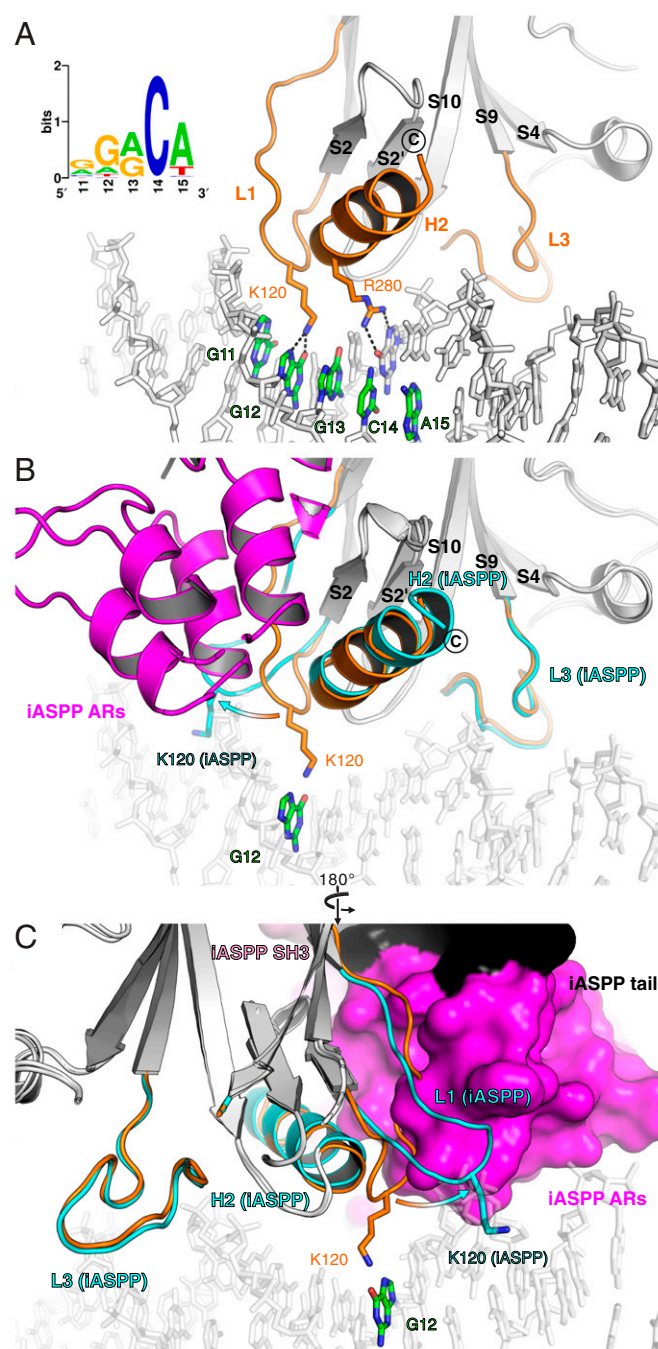 A
2
bits
1
0
5′
11
12
13
14
15
3′
G
G
A
G
C
A
T
L1
S2
S2'
S10
C
H2
S9
S4
L3
K120
R280
G11
G12
G13
C14
A15
B
S2
S2'
S10
H2 (iASPP)
S9
S4
C
L3 (iASPP)
iASPP ARs
K120 (iASPP)
K120
G12
180°
C
iASPP SH3
iASPP tail
L1 (iASPP)
H2 (iASPP)
iASPP ARs
K120
K120 (iASPP)
L3 (iASPP)
G12